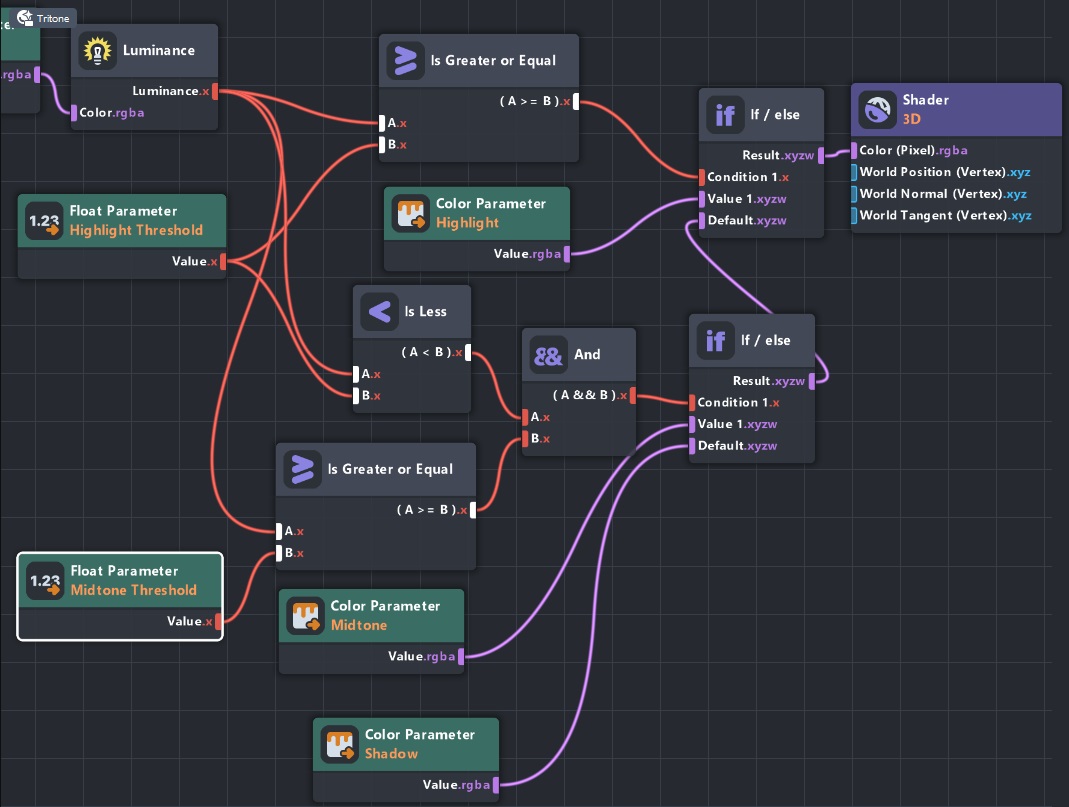 Tritone
rgba
Luminance
Luminance.x
Color.rgba
Is Greater or Equal
( A >= B ).x
A.x
B.x
If / else
Result.xyzw
Condition 1.x
Value 1.xyzw
Default.xyzw
Shader
3D
Color (Pixel).rgba
World Position (Vertex).xyz
World Normal (Vertex).xyz
World Tangent (Vertex).xyz
1.23
Float Parameter
Highlight Threshold
Value.x
Color Parameter
Highlight
Value.rgba
Is Less
( A < B ).x
A.x
B.x
&&
And
( A && B ).x
A.x
B.x
if
If / else
Result.xyzw
Condition 1.x
Value 1.xyzw
Default.xyzw
if
Is Greater or Equal
( A >= B ).x
A.x
B.x
1.23
Float Parameter
Midtone Threshold
Value.x
Color Parameter
Midtone
Value.rgba
Color Parameter
Shadow
Value.rgba